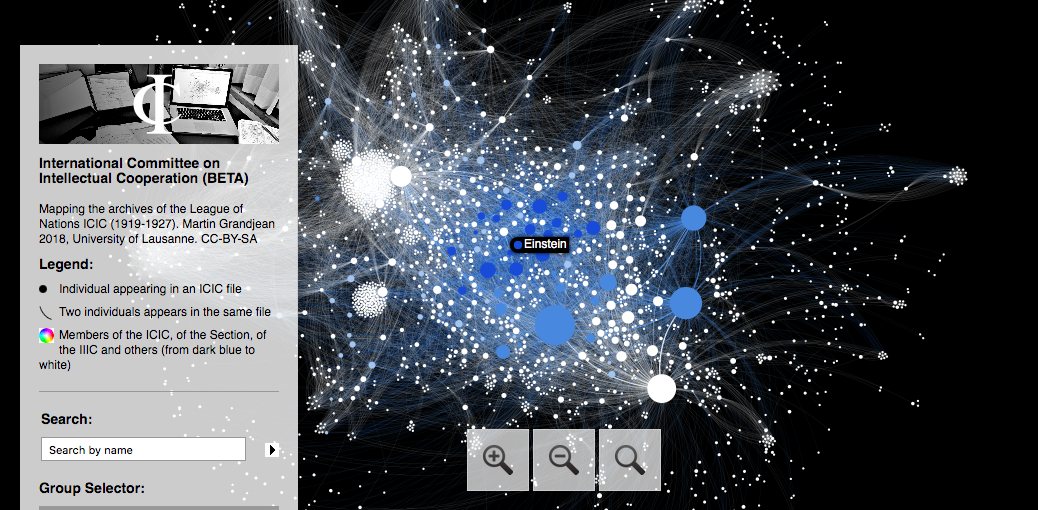 IC
International Committee on
Intellectual Cooperation (BETA)
Mapping the archives of the League of
Nations ICIC (1919-1927). Martin Grandjean
2018, University of Lausanne. CC-BY-SA
Legend:
Individual appearing in an ICIC file
Two individuals appears in the same file
Members of the ICIC, of the Section, of
the IIIC and others (from dark blue to
white)
Search:
Search by name
Group Selector:
Einstein